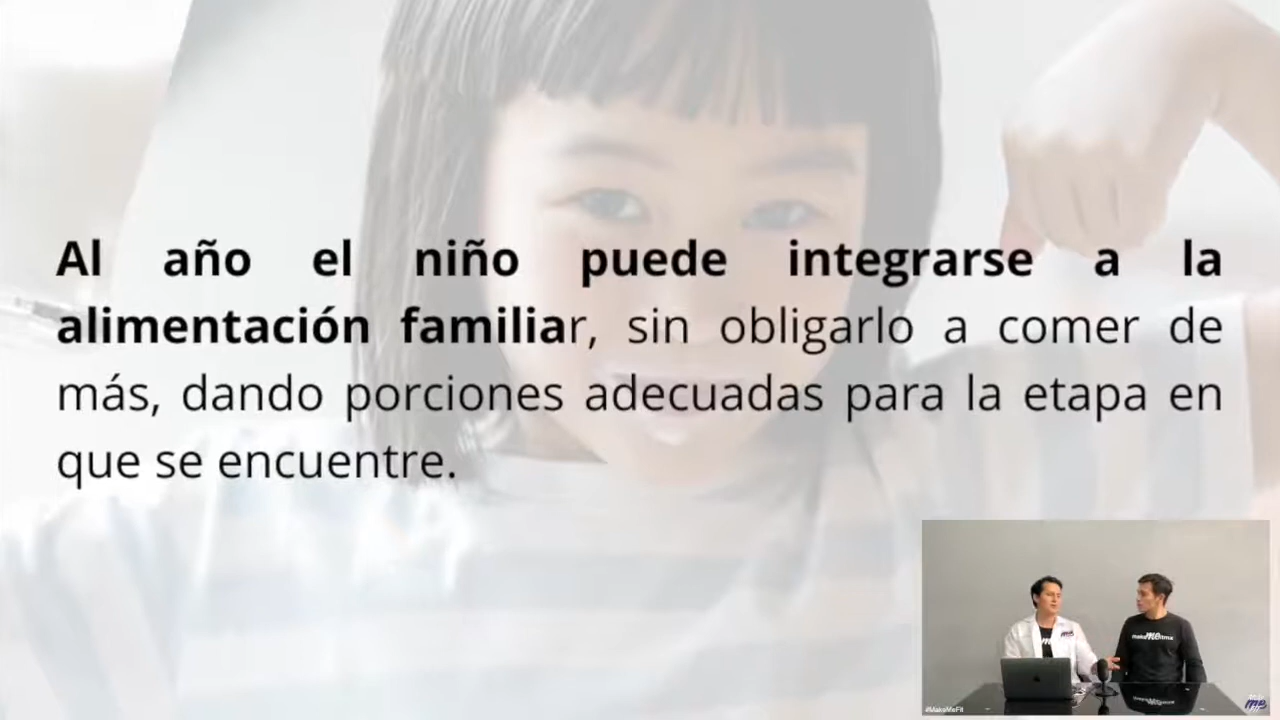 Al año el niño puede integrarse a la
alimentación familiar, sin obligarlo a comer de
más, dando porciones adecuadas para la etapa en
que se encuentre.
#MakeMeFit